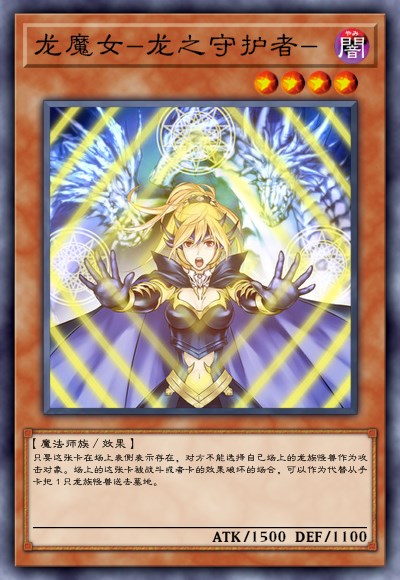 龙魔女-龙之守护者-
闇
やみ
【魔法师族／效果】
只要这张卡在场上表侧表示存在，对方不能选择自己场上的龙族怪兽作为攻
击对象。场上的这张卡被战斗或者卡的效果破坏的场合，可以作为代替从手
卡把1只龙族怪兽送去墓地。
ATK/1500 DEF/1100